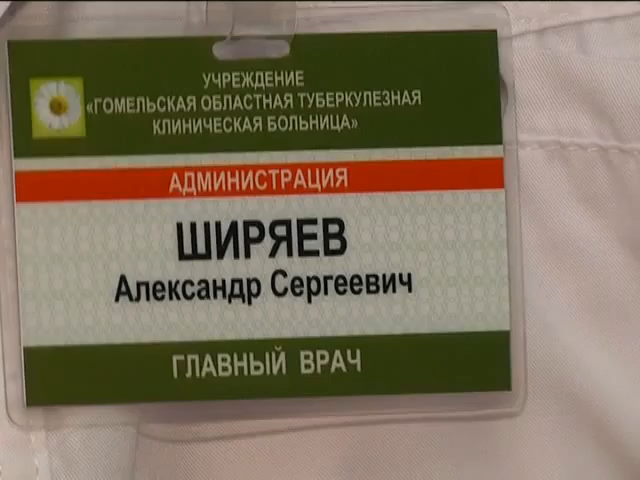 УЧРЕЖДЕНИЕ
«ГОМЕЛЬСКАЯ ОБЛАСТНАЯ ТУБЕРКУЛЕЗНАЯ
КЛИНИЧЕСКАЯ БОЛЬНИЦА»
АДМИНИСТРАЦИЯ
ШИРЯЕВ
Александр Сергеевич
ГЛАВНЫЙ ВРАЧ